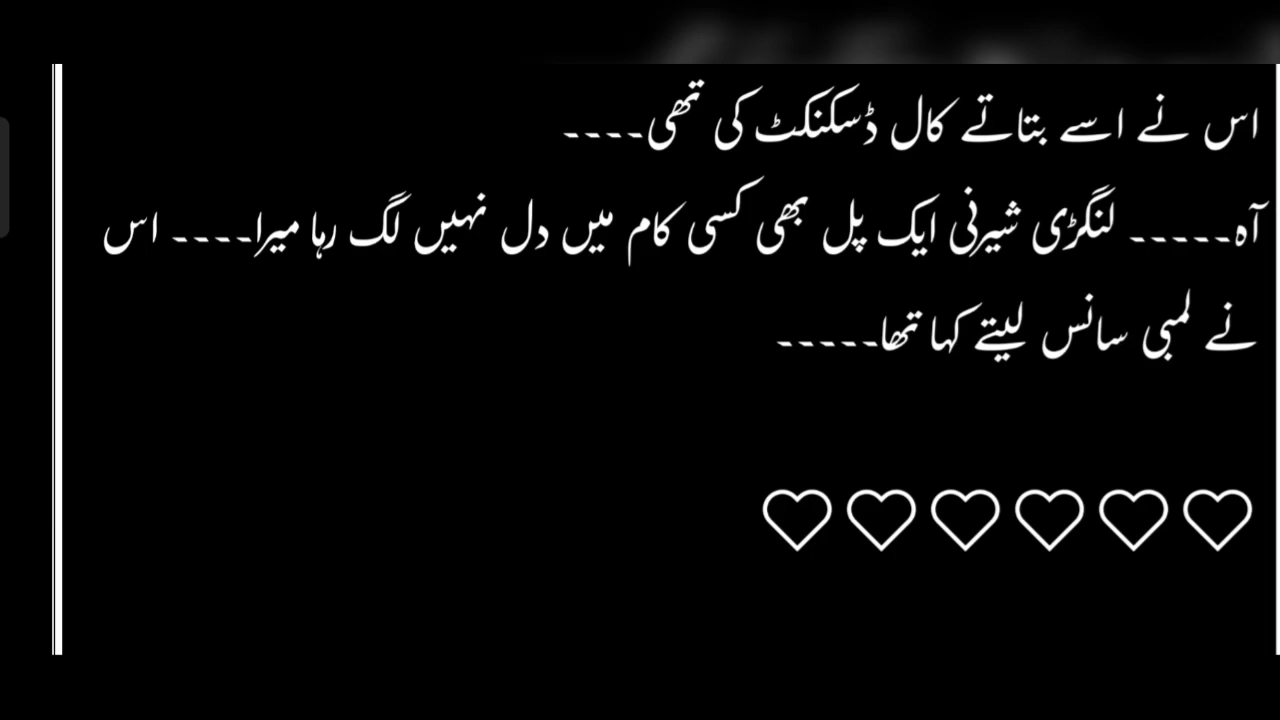 اس نے اسے بتاتے کال ڈسکنکٹ کی تھی۔۔۔۔
آہ۔۔۔۔۔ لنگڑی شیرنی ایک پل بھی کسی کام میں دل نہیں لگ رہا میرا۔۔۔۔ اس
نے لمبی سانس لیتے کہا تھا۔۔۔۔۔
♡♡♡♡♡♡